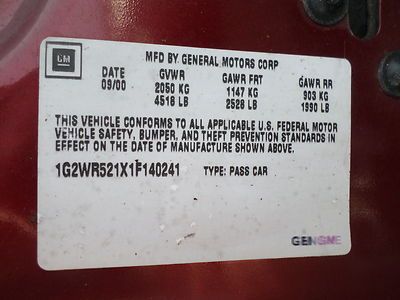 GM
MFD BY GENERAL MOTORS CORP
DATE GVWR GAWR FRT GAWR RR
09/00 2050 KG 1147 KG 903 KG
4518 LB 2528 LB 1990 LB
THIS VEHICLE CONFORMS TO ALL APPLICABLE U.S. FEDERAL MOTOR
VEHICLE SAFETY, BUMPER, AND THEFT PREVENTION STANDARDS IN
EFFECT ON THE DATE OF MANUFACTURE SHOWN ABOVE.
1G2WR521X1F140241 TYPE: PASS CAR